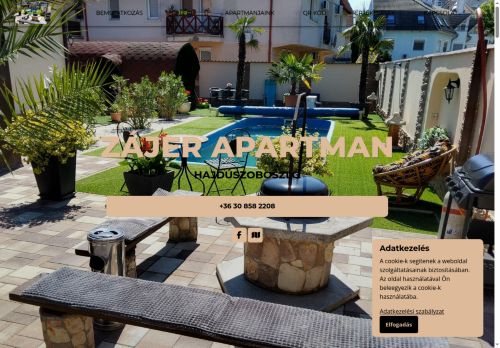 BEMUTATKOZÁS
APARTMANJAINK
ZAJER APARTMAN
HAJDÚSZOBOSZLÓ
+36 30 858 2208
Adatkezelés
A cookie-k segítenek a weboldal
szolgáltatásainak biztosításában.
Az oldal használatával Ön
beleegyezik a cookie-k
használatába.
Adatkezelési szabályzat
Elfogadás